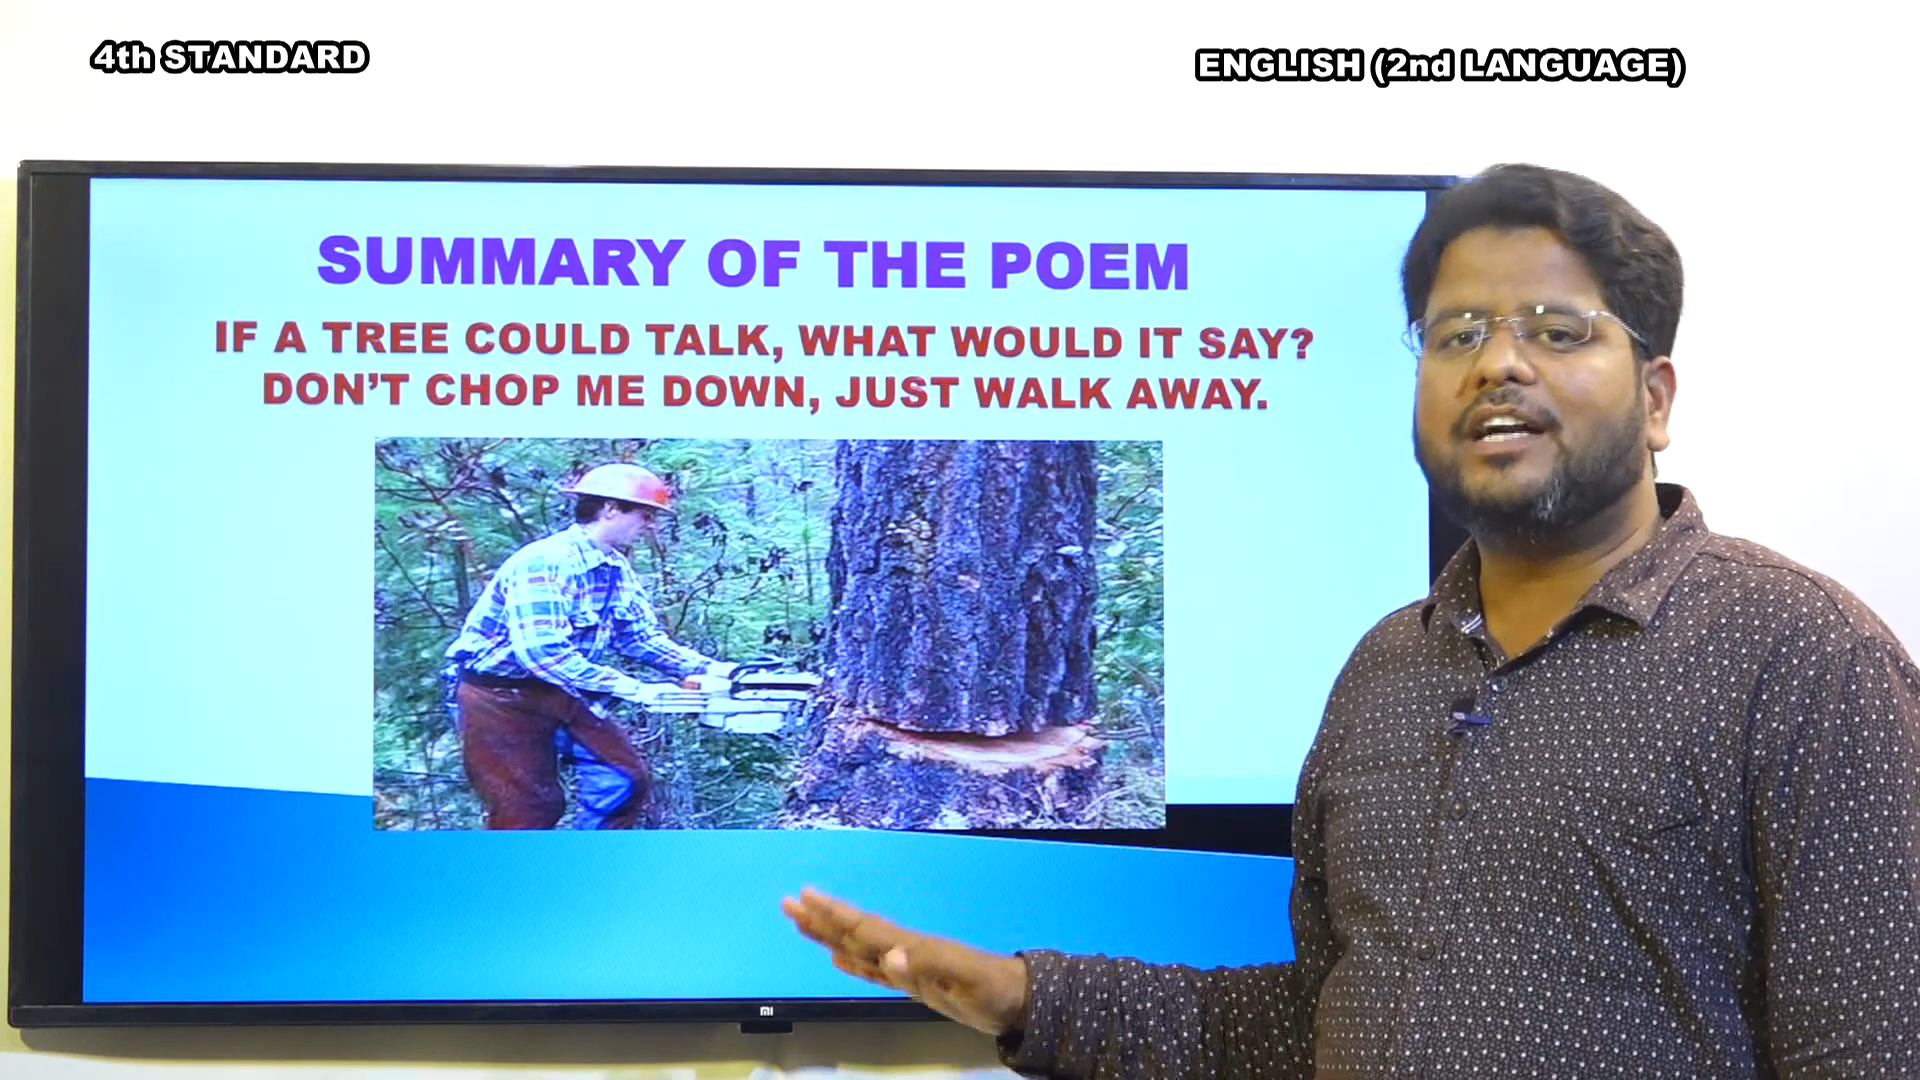 4th STANDARD
ENGLISH (2nd LANGUAGE)
SUMMARY OF THE POEM
IF A TREE COULD TALK, WHAT WOULD IT SAY?
DON'T CHOP ME DOWN, JUST WALK AWAY.
mi